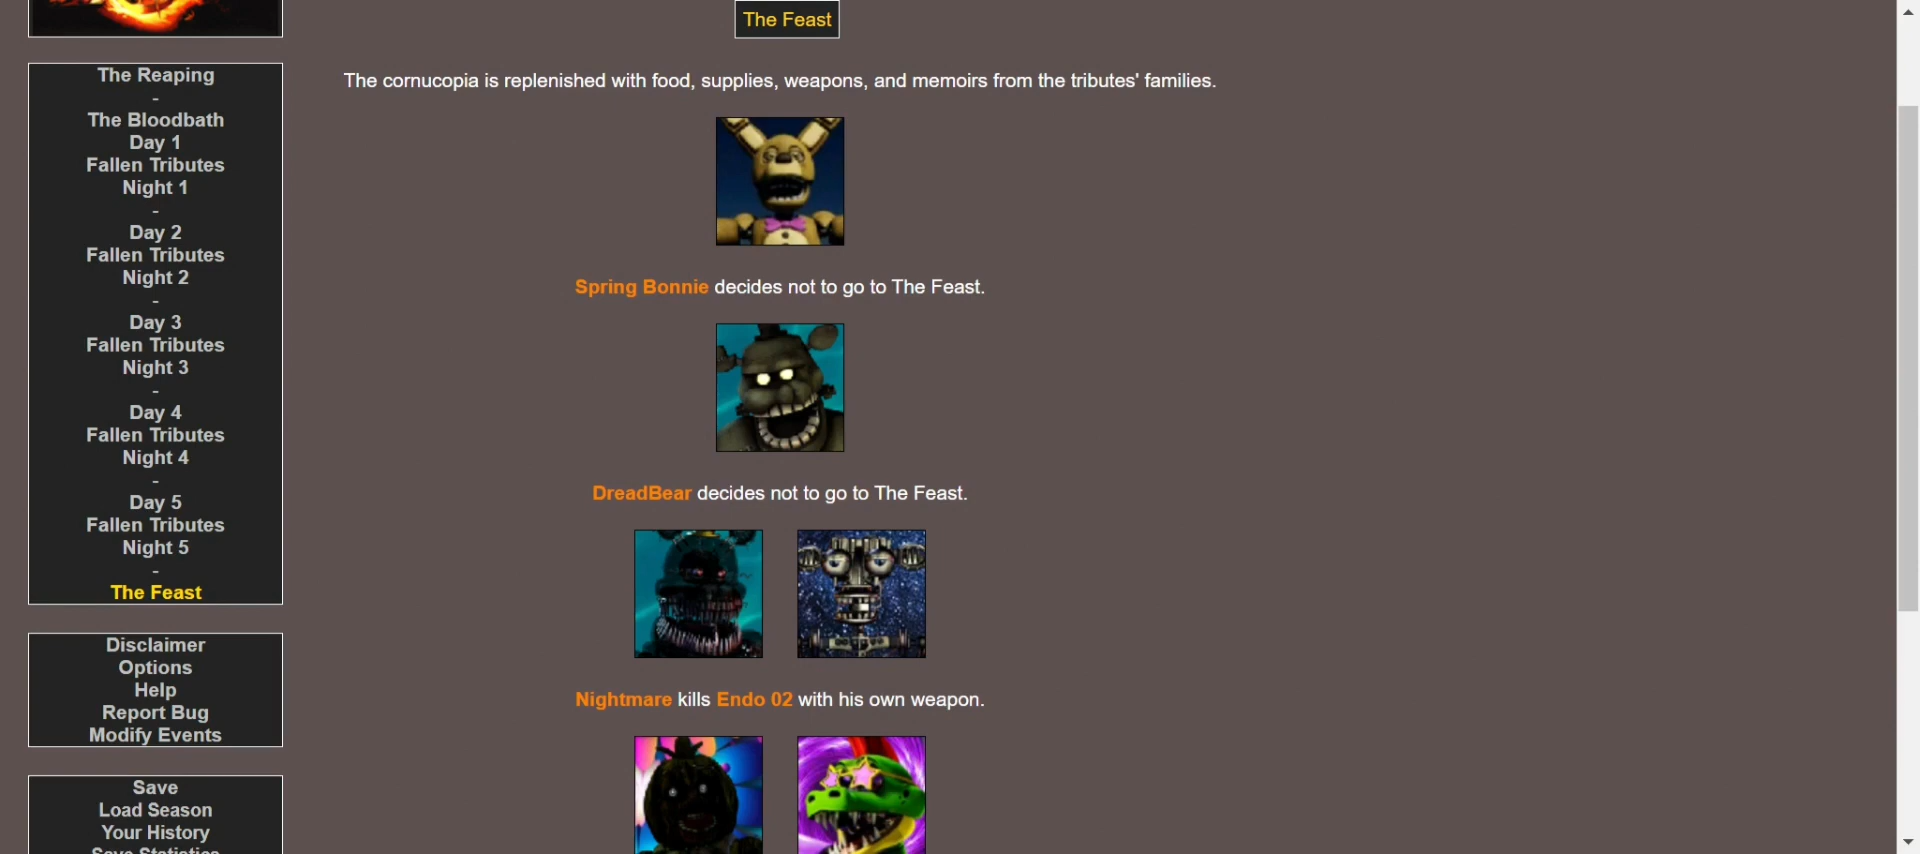 The Feast
The cornucopia is replenished with food, supplies, weapons, and memoirs from the tributes' families.
Spring Bonnie decides not to go to The Feast.
DreadBear decides not to go to The Feast.
Nightmare kills Endo 02 with his own weapon.
The Reaping
-
The Bloodbath
Day 1
Fallen Tributes
Night 1
-
Day 2
Fallen Tributes
Night 2
-
Day 3
Fallen Tributes
Night 3
-
Day 4
Fallen Tributes
Night 4
-
Day 5
Fallen Tributes
Night 5
-
The Feast
Disclaimer
Options
Help
Report Bug
Modify Events
Save
Load Season
Your History
Save Statistics